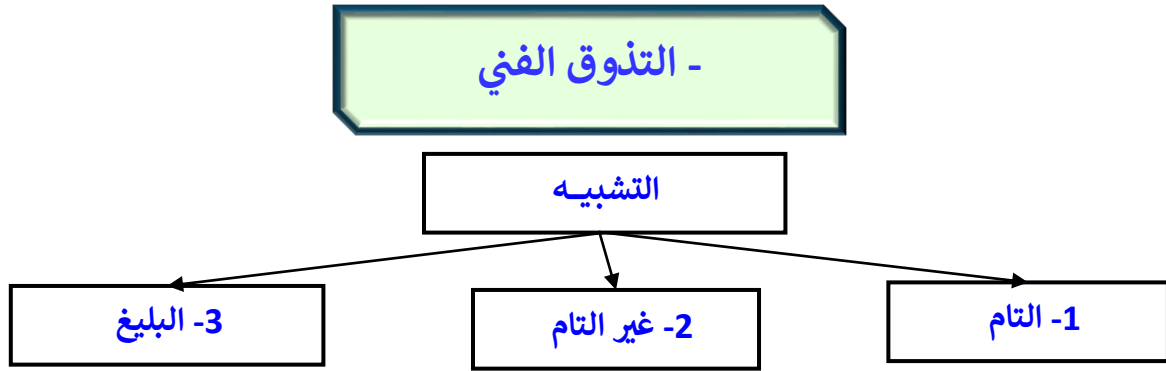 - التذوق الفني
التشبيـه
1- التام
2- غير التام
3- البليغ